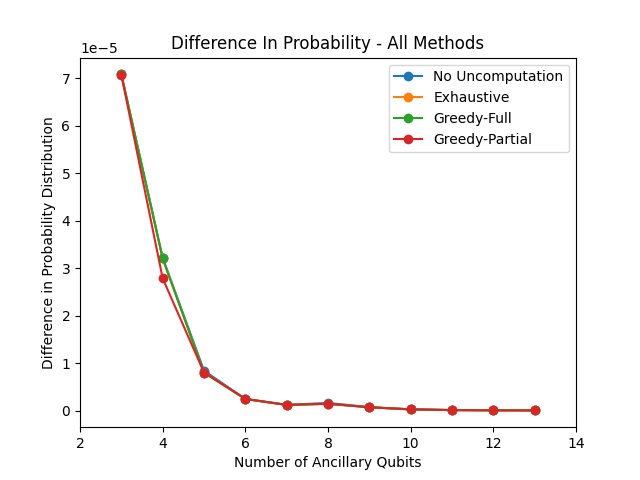 Difference In Probability - All Methods
1e−5
No Uncomputation
Exhaustive
Greedy-Full
Greedy-Partial
Difference in Probability Distribution
7
6
5
4
3
2
1
0
2 4 6 8 10 12 14
Number of Ancillary Qubits